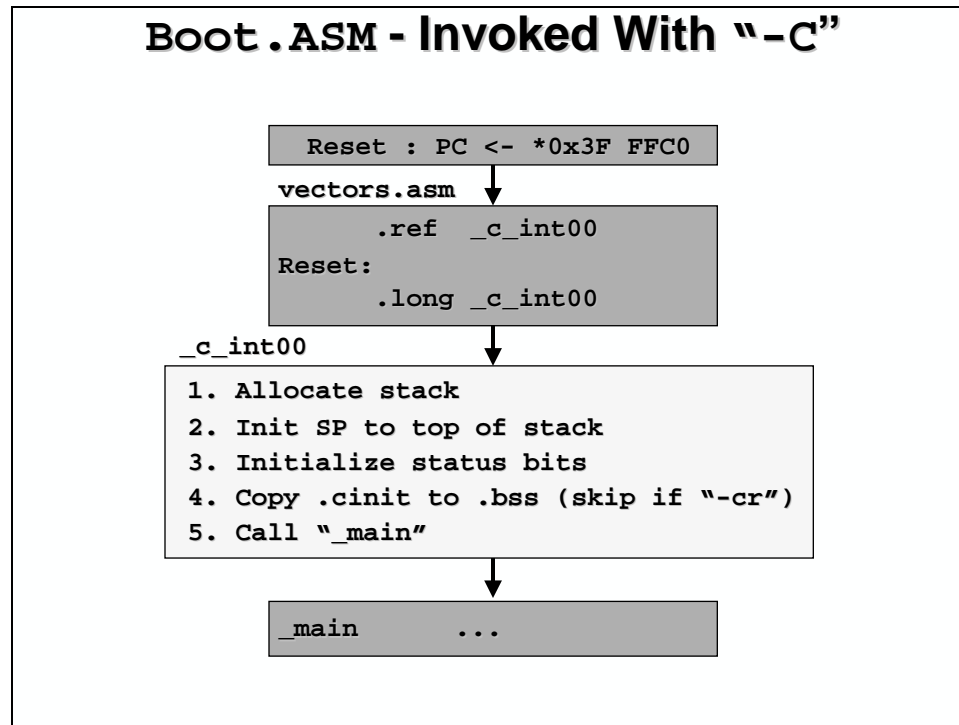 Boot.ASM - Invoked With “-C”
Reset : PC <- *0x3F FFC0
vectors.asm
.ref _c_int00
Reset:
.long _c_int00
_c_int00
1. Allocate stack
2. Init SP to top of stack
3. Initialize status bits
4. Copy .cinit to .bss (skip if “-cr”)
5. Call “_main”
_main ...